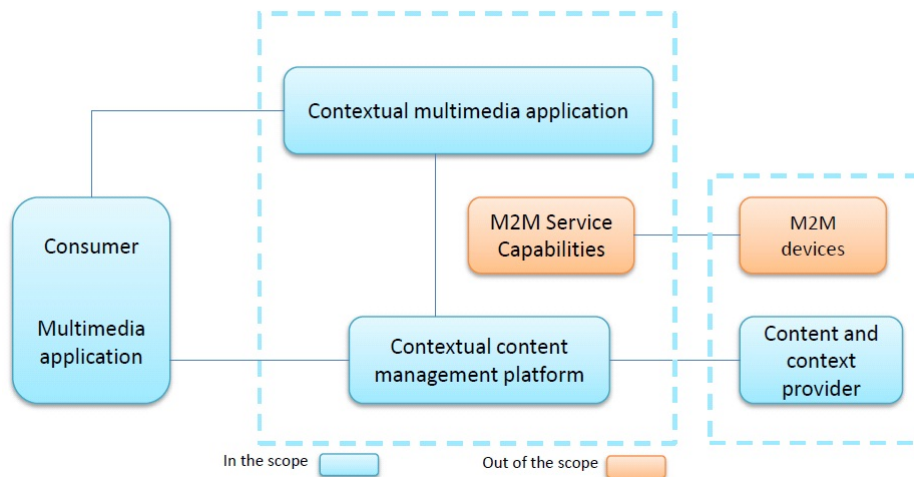 Contextual multimedia application
Consumer
Multimedia
application
M2M Service
Capabilities
M2M
devices
Contextual content
management platform
Content and
context
provider
In the scope
Out of the scope